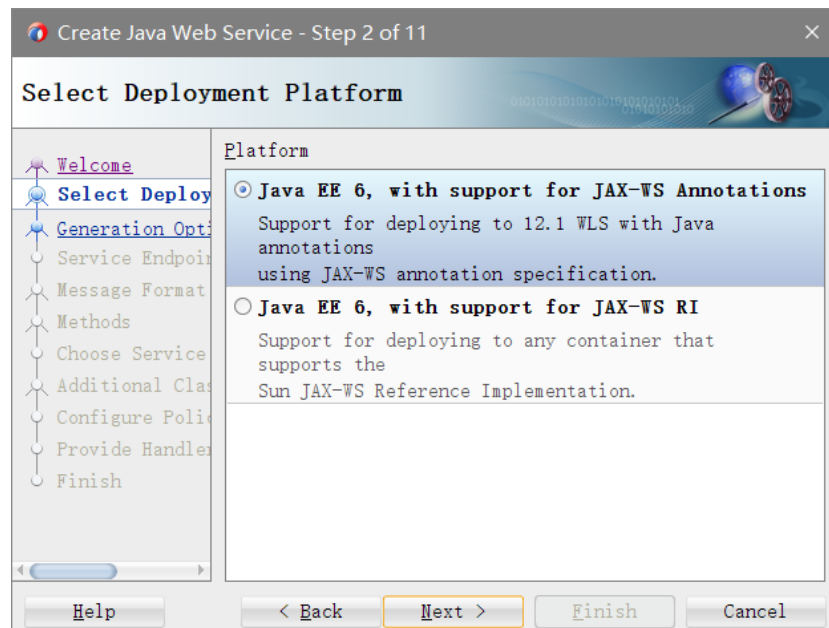 Create Java Web Service - Step 2 of 11
Select Deployment Platform
Welcome
Select Deploy
Generation Opti
Service Endpoin
Message Format
Methods
Choose Service
Additional Clas
Configure Polic
Provide Handler
Finish
Platform
Java EE 6, with support for JAX-WS Annotations
Support for deploying to 12.1 WLS with Java
annotations
using JAX-WS annotation specification.
Java EE 6, with support for JAX-WS RI
Support for deploying to any container that
supports the
Sun JAX-WS Reference Implementation.
Help
< Back
Next >
Finish
Cancel